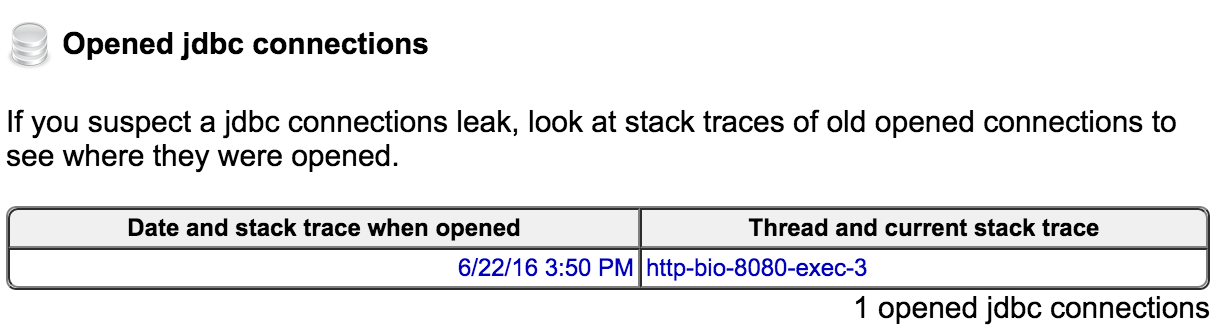 Opened jdbc connections
If you suspect a jdbc connections leak, look at stack traces of old opened connections to
see where they were opened.
Date and stack trace when opened Thread and current stack trace
6/22/16 3:50 PM http-bio-8080-exec-3
1 opened jdbc connections